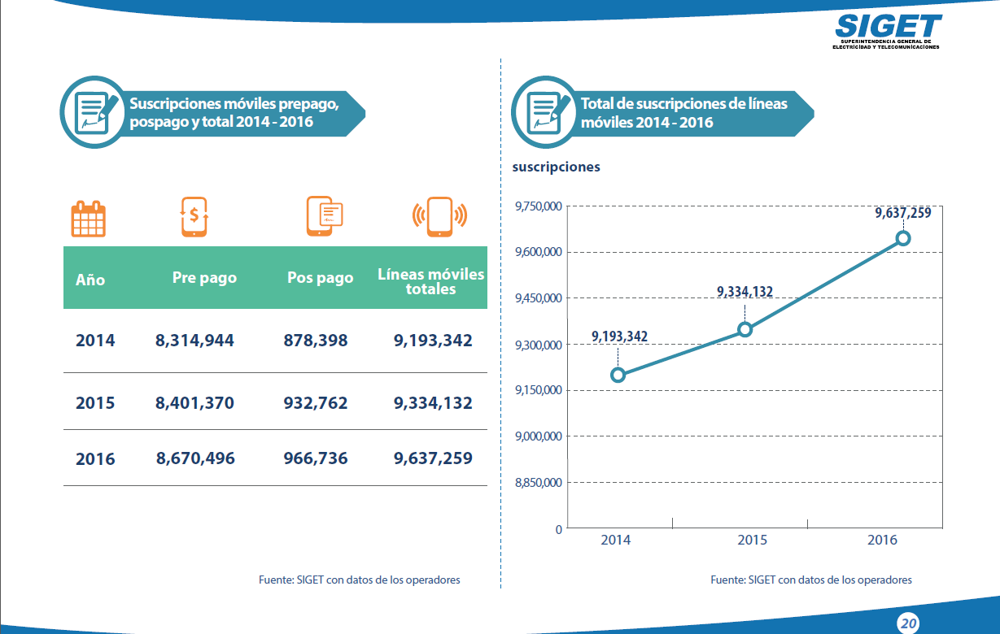 SIGET
SUPERINTENDENCIA GENERAL DE
ELECTRICIDAD Y TELECOMUNICACIONES
Suscripciones móviles prepago,
pospago y total 2014 - 2016
Año
Pre pago
Pos pago
Líneas móviles
totales
2014 8,314,944 878,398 9,193,342
2015 8,401,370 932,762 9,334,132
2016 8,670,496 966,736 9,637,259
Fuente: SIGET con datos de los operadores
Total de suscripciones de líneas
móviles 2014 - 2016
suscripciones
9,750,000
9,600,000
9,450,000
9,300,000
9,150,000
9,000,000
8,850,000
0
9,193,342
9,334,132
9,637,259
2014 2015 2016
Fuente: SIGET con datos de los operadores
20